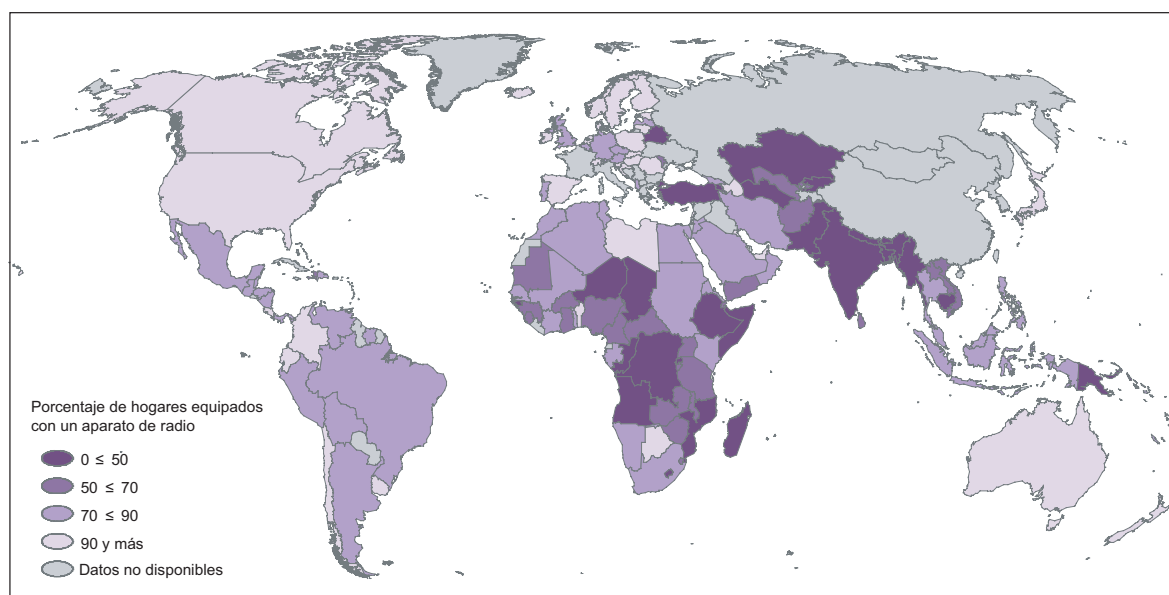 Porcentaje de hogares equipados
con un aparato de radio
0 ≤ 50
50 ≤ 70
70 ≤ 90
90 y más
Datos no disponibles